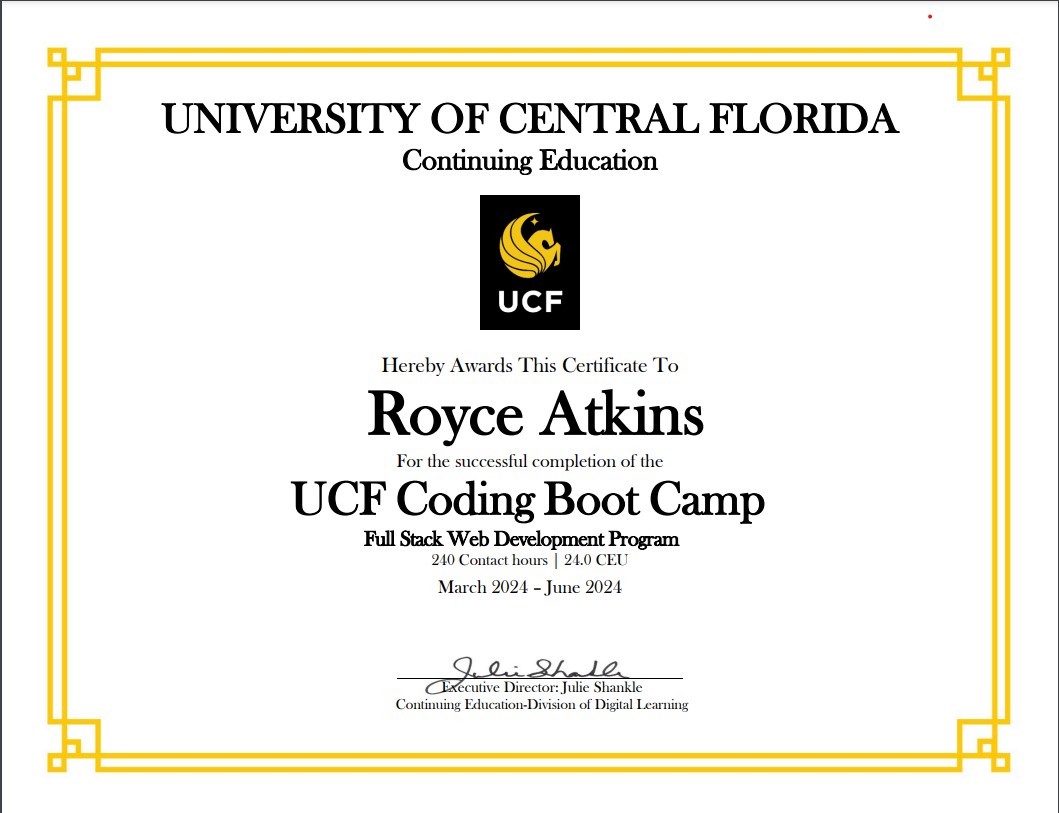 UNIVERSITY OF CENTRAL FLORIDA
Continuing Education
UCF
Hereby Awards This Certificate To
Royce Atkins
For the successful completion of the
UCF Coding Boot Camp
Full Stack Web Development Program
240 Contact hours | 24.0 CEU
March 2024 – June 2024
Julie Shankle
Executive Director: Julie Shankle
Continuing Education-Division of Digital Learning